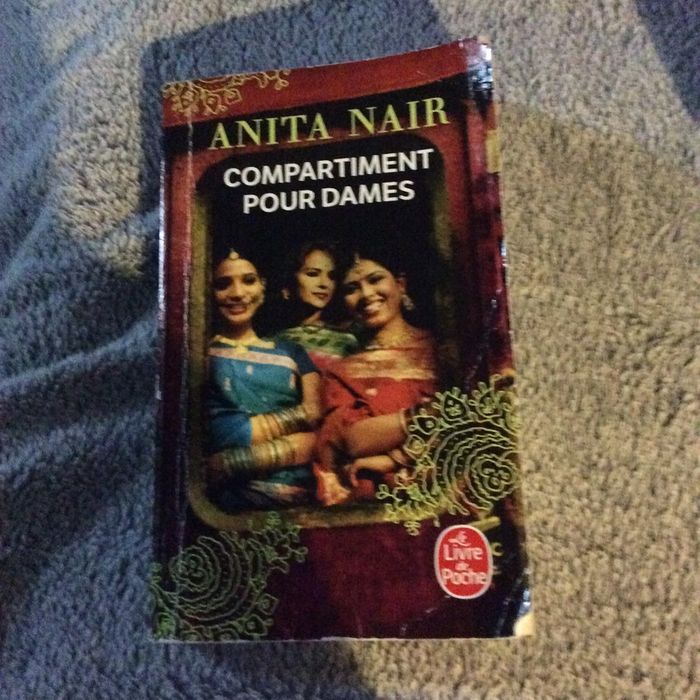 ANITA NAIR
COMPARTIMENT
POUR DAMES
Le
Livre
de
Poche